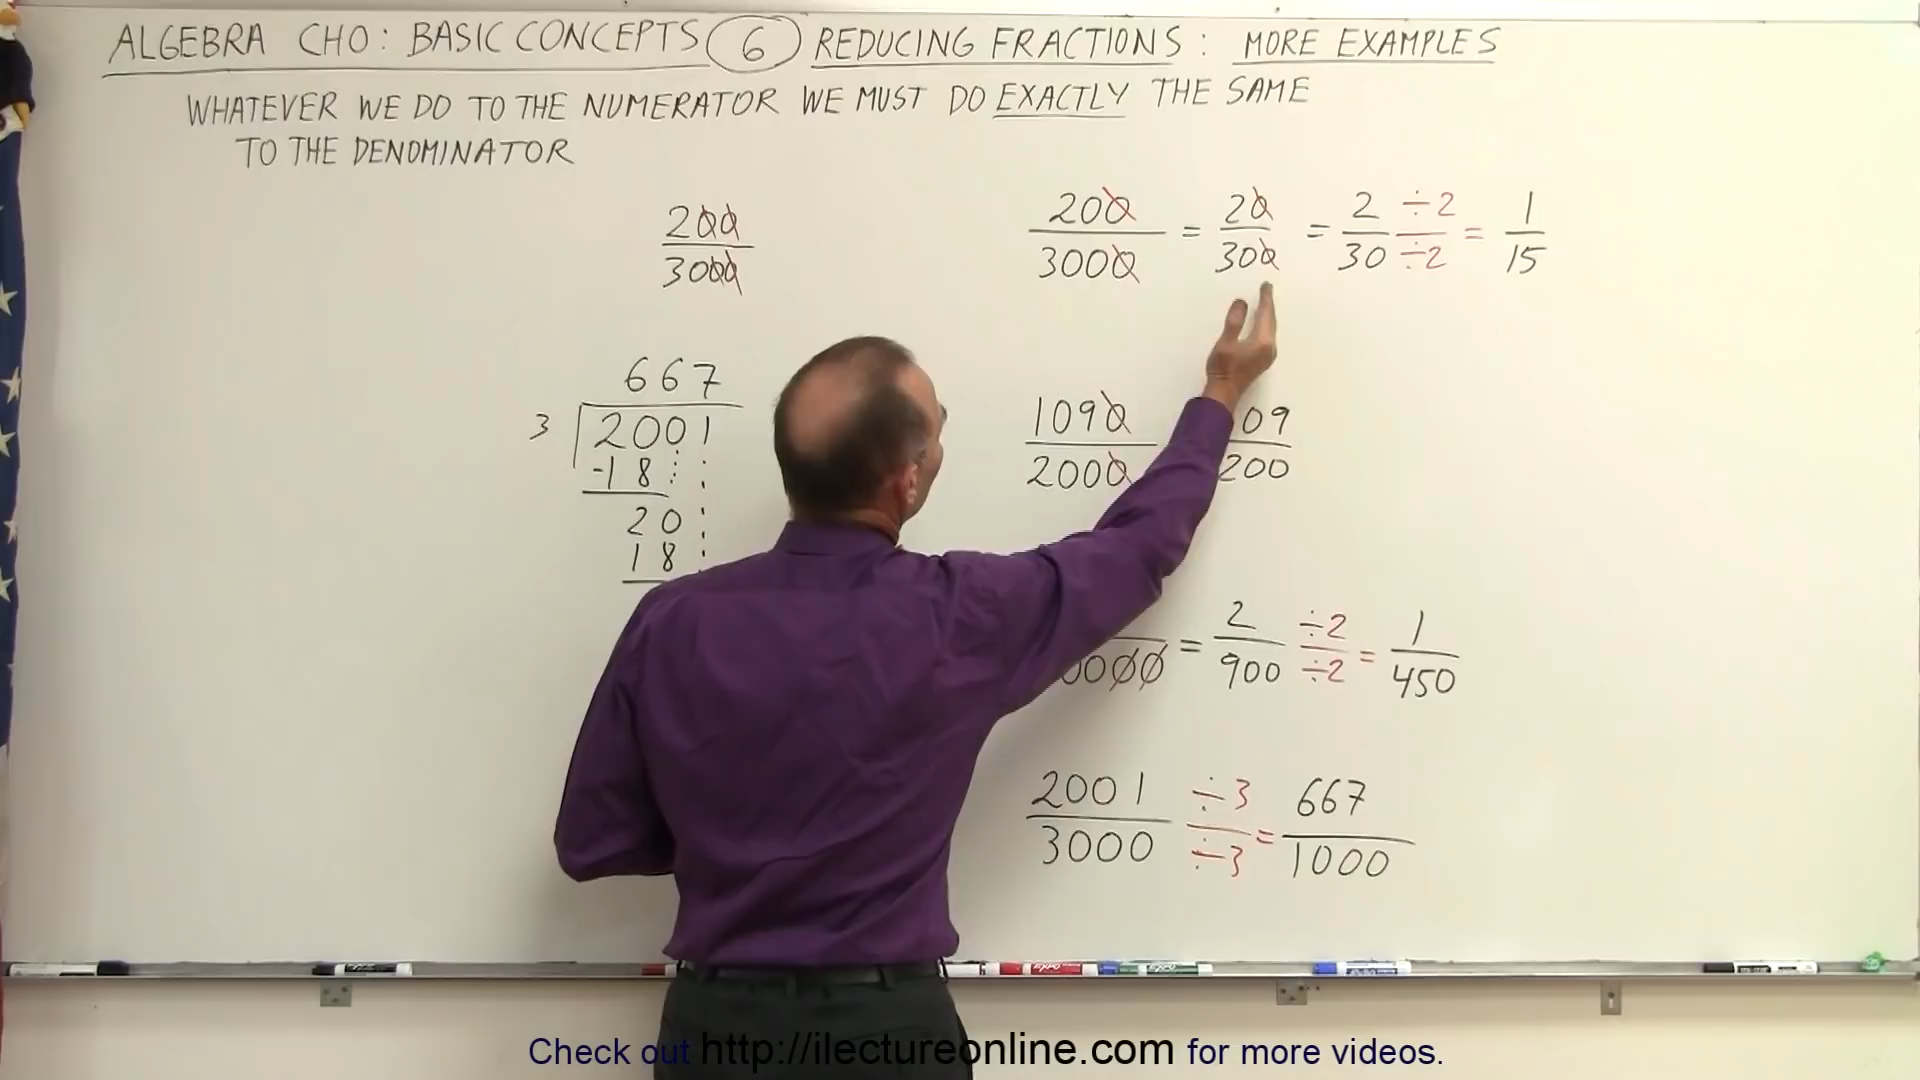 ALGEBRA CHO: BASIC CONCEPTS 6 REDUCING FRACTIONS: MORE EXAMPLES
WHATEVER WE DO TO THE NUMERATOR WE MUST DO EXACTLY THE SAME
TO THE DENOMINATOR
200
3000
200 = 20 = 2 ÷2 = 1
3000 300 30 ÷2 15
667
3 2001
-18
20
18
1090 109
2000 200
= 2 ÷2 = 1
900 ÷2 450
2001 ÷3 = 667
3000 ÷3 1000
Check out http://ilectureonline.com for more videos.